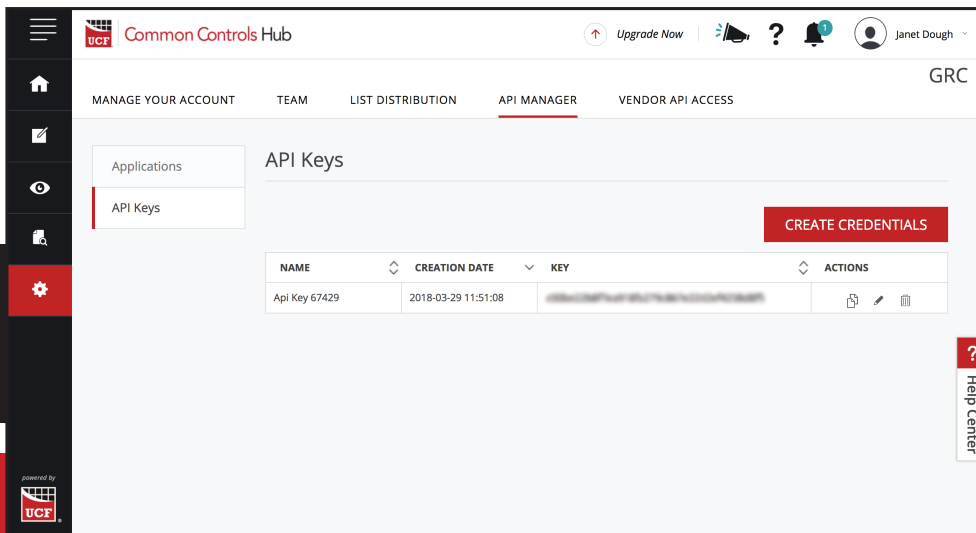 UCF Common Controls Hub
Upgrade Now
?
1
Janet Dough
GRC
MANAGE YOUR ACCOUNT TEAM LIST DISTRIBUTION API MANAGER VENDOR API ACCESS
Applications
API Keys
API Keys
CREATE CREDENTIALS
NAME CREATION DATE KEY ACTIONS
Api Key 67429 2018-03-29 11:51:08
? Help Center
powered by
UCF